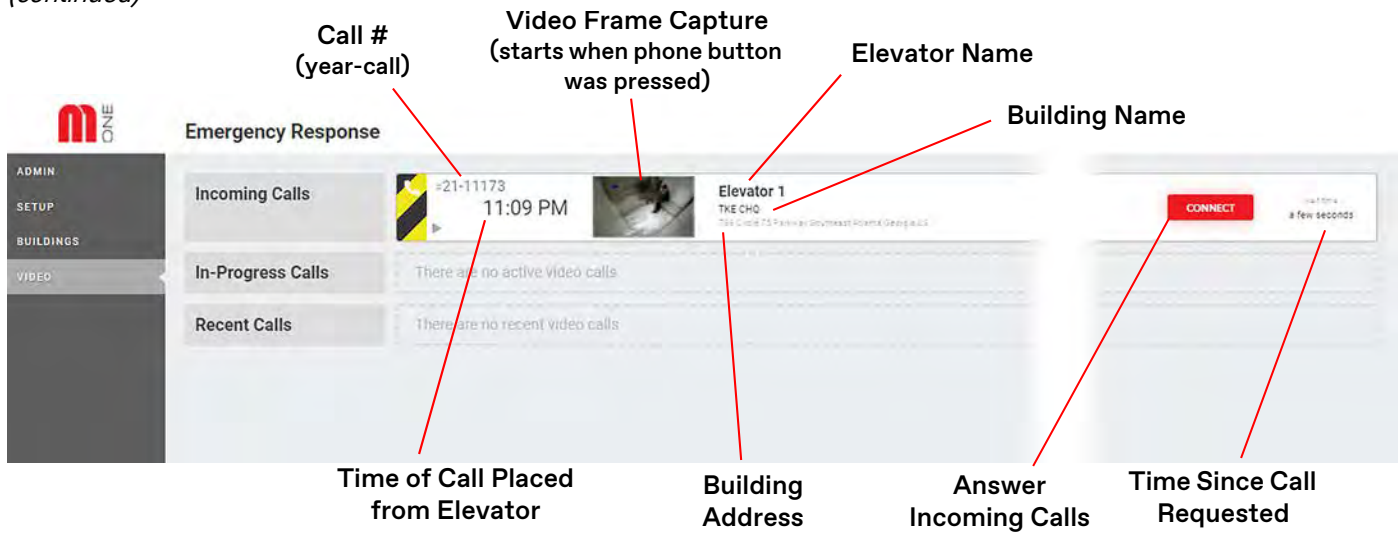 (continued)
Call #
(year-call)
Video Frame Capture
(starts when phone button
was pressed)
Elevator Name
Building Name
m ONE
Emergency Response
ADMIN
SETUP
BUILDINGS
VIDEO
Incoming Calls
#21-11173
11:09 PM
Elevator 1
TKE CHQ
CONNECT
a few seconds
In-Progress Calls
There are no active video calls
Recent Calls
There are no recent video calls
Time of Call Placed
from Elevator
Building
Address
Answer
Incoming Calls
Time Since Call
Requested